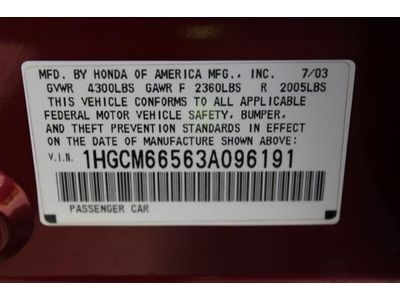 MFD. BY HONDA OF AMERICA MFG., INC. 7/03
GVWR 4300LBS GAWR F 2360LBS R 2005LBS
THIS VEHICLE CONFORMS TO ALL APPLICABLE
FEDERAL MOTOR VEHICLE SAFETY, BUMPER,
AND THEFT PREVENTION STANDARDS IN EFFECT
ON THE DATE OF MANUFACTURE SHOWN ABOVE:
V.I.N. 1HGCM66563A096191
PASSENGER CAR